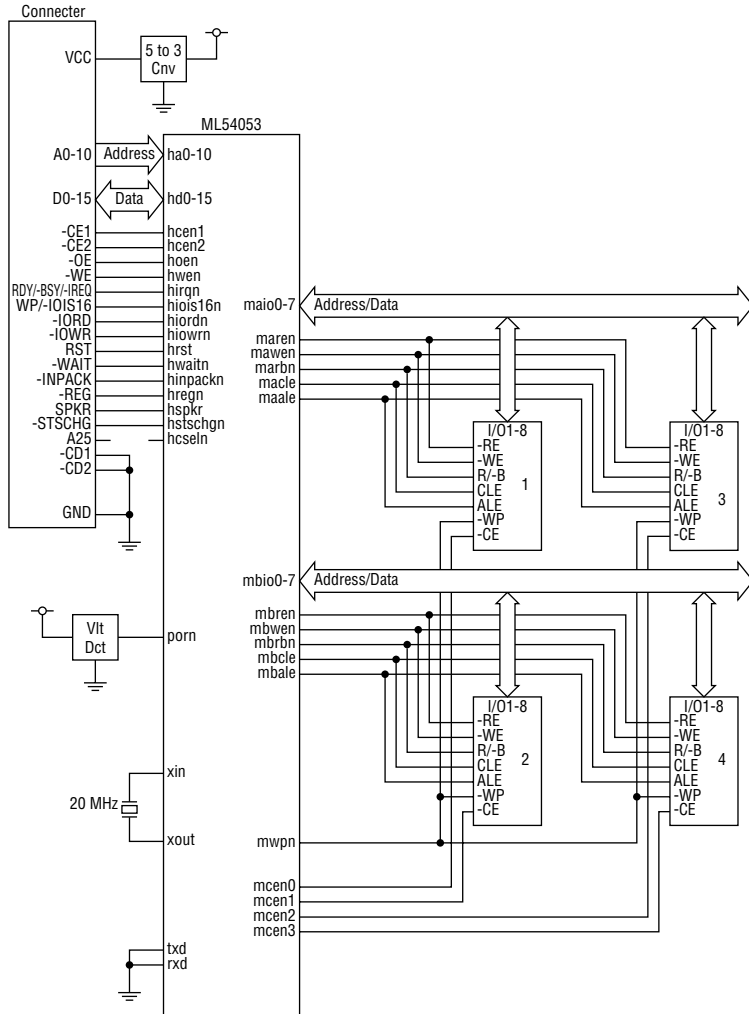 Connecter
VCC
5 to 3
Cnv
ML54053
A0-10
Address
ha0-10
D0-15
Data
hd0-15
-CE1
hcen1
-CE2
hcen2
-OE
hoen
-WE
hwen
RDY/-BSY/-IREQ
hirqn
WP/-IOIS16
hiois16n
-IORD
hiordn
-IOWR
hiowrn
RST
hrst
-WAIT
hwaitn
-INPACK
hinpackn
-REG
hregn
SPKR
hspkr
-STSCHG
hstschgn
A25
hcseln
-CD1
-CD2
GND
maio0-7
Address/Data
maren
mawen
marbn
macle
maale
I/O1-8
-RE
-WE
R/-B
CLE
ALE
-WP
-CE
1
I/O1-8
-RE
-WE
R/-B
CLE
ALE
-WP
-CE
3
mbio0-7
Address/Data
mbren
mbwen
mbrbn
mbcle
mbale
I/O1-8
-RE
-WE
R/-B
CLE
ALE
-WP
-CE
2
I/O1-8
-RE
-WE
R/-B
CLE
ALE
-WP
-CE
4
Vlt
Dct
porn
xin
20 MHz
xout
mwpn
mcen0
mcen1
mcen2
mcen3
txd
rxd